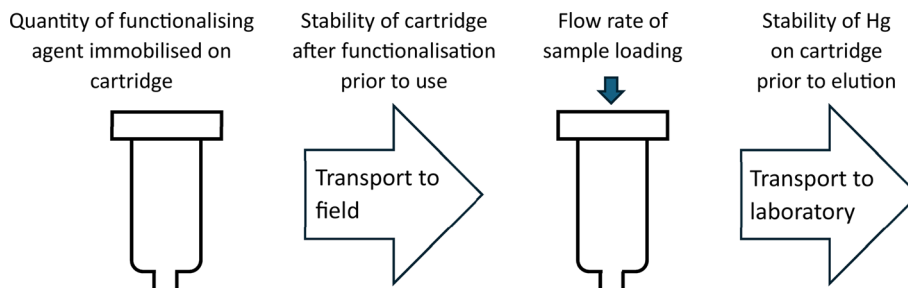 Quantity of functionalising
agent immobilised on
cartridge
Stability of cartridge
after functionalisation
prior to use
Flow rate of
sample loading
Stability of Hg
on cartridge
prior to elution
Transport to
field
Transport to
laboratory